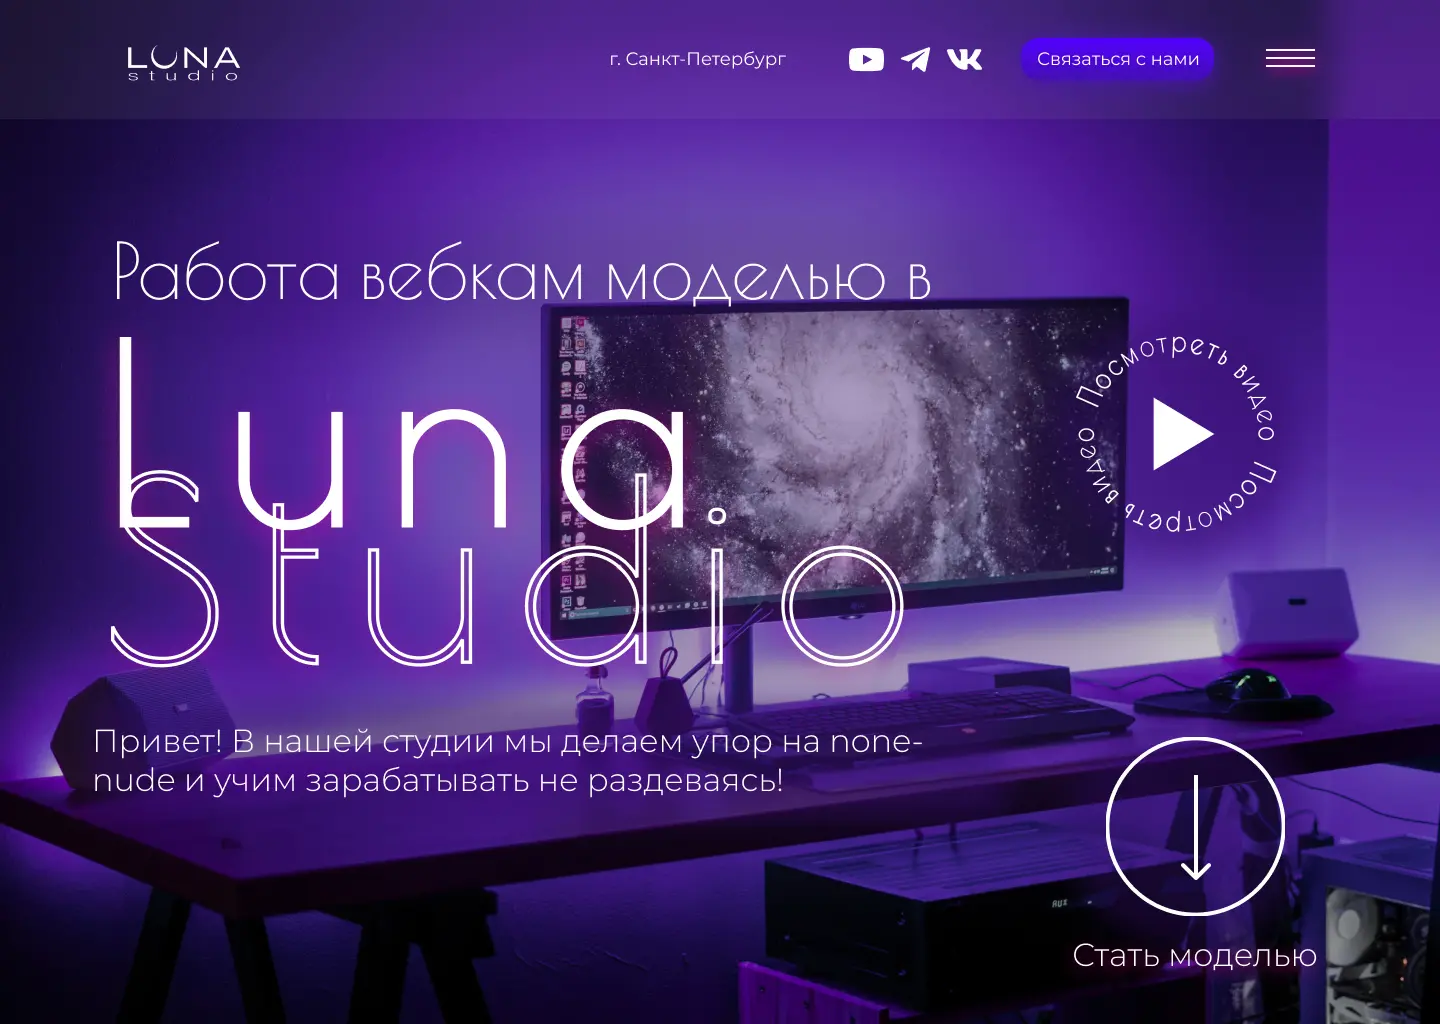 LUNA
studio
г. Санкт-Петербург
Связаться с нами
Работа вебкам моделью в
Luna
Studio
Посмотреть видео Посмотреть видео
Привет! В нашей студии мы делаем упор на none-
nude и учим зарабатывать не раздеваясь!
AUX
Стать моделью